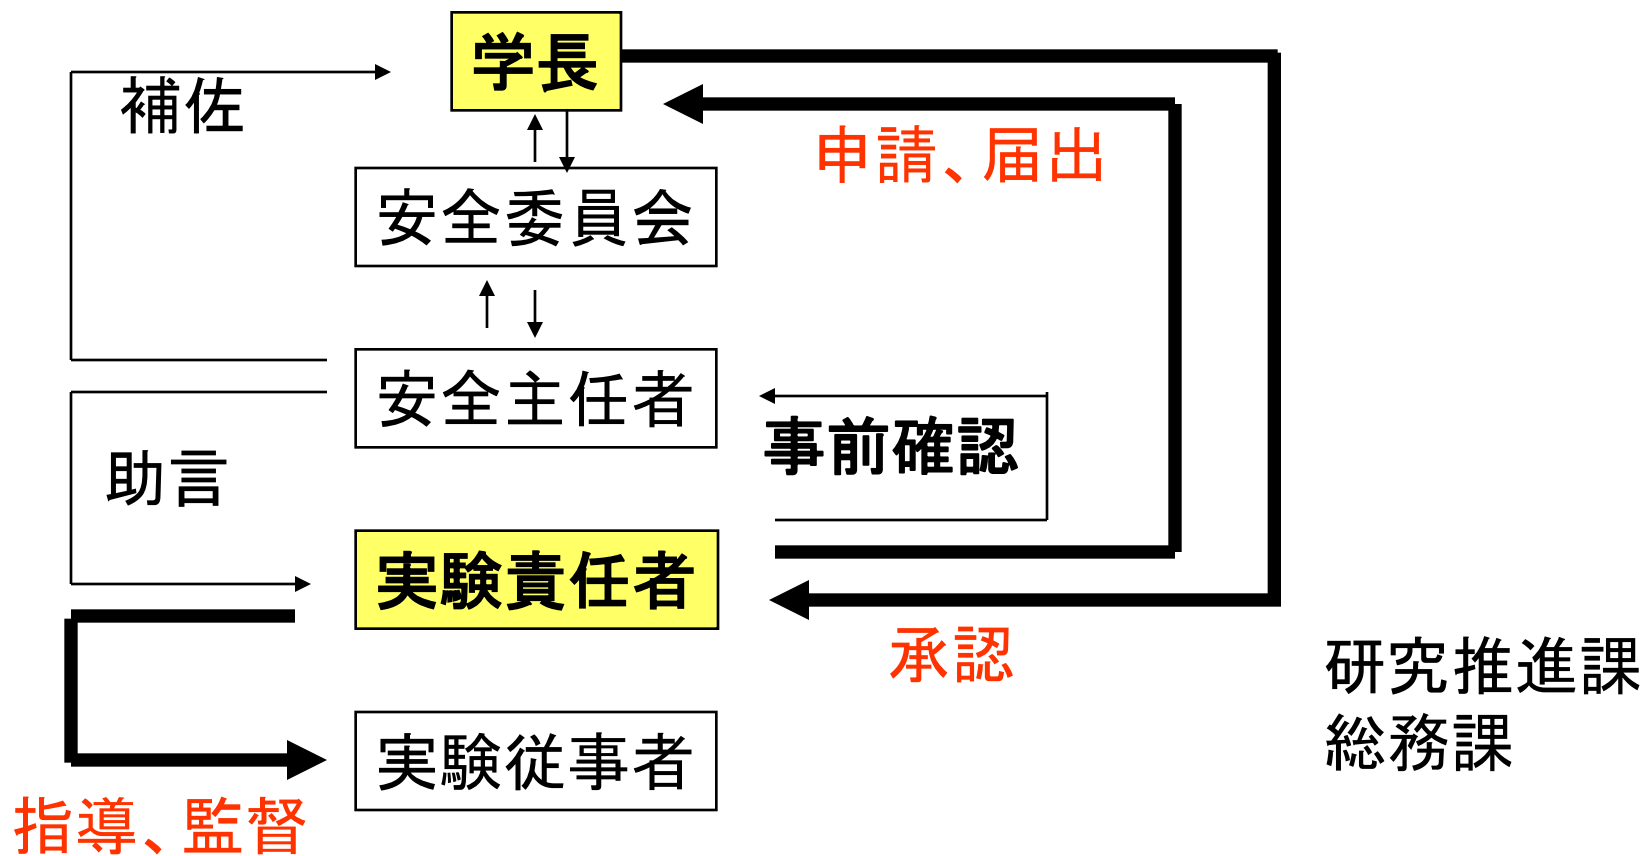 学長
補佐
申請、届出
安全委員会
安全主任者
事前確認
助言
実験責任者
承認
研究推進課
総務課
実験従事者
指導、監督